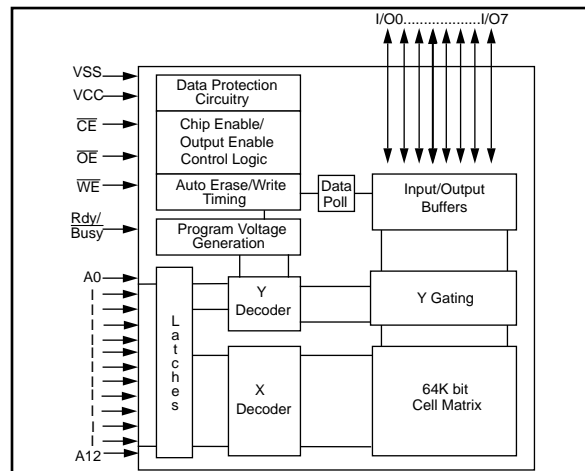 I/O0...................I/O7
VSS
VCC
CE
OE
WE
Rdy/
Busy
A0
A12
Data Protection
Circuitry
Chip Enable/
Output Enable
Control Logic
Auto Erase/Write
Timing
Data
Poll
Input/Output
Buffers
Program Voltage
Generation
L
a
t
c
h
e
s
Y
Decoder
Y Gating
X
Decoder
64K bit
Cell Matrix